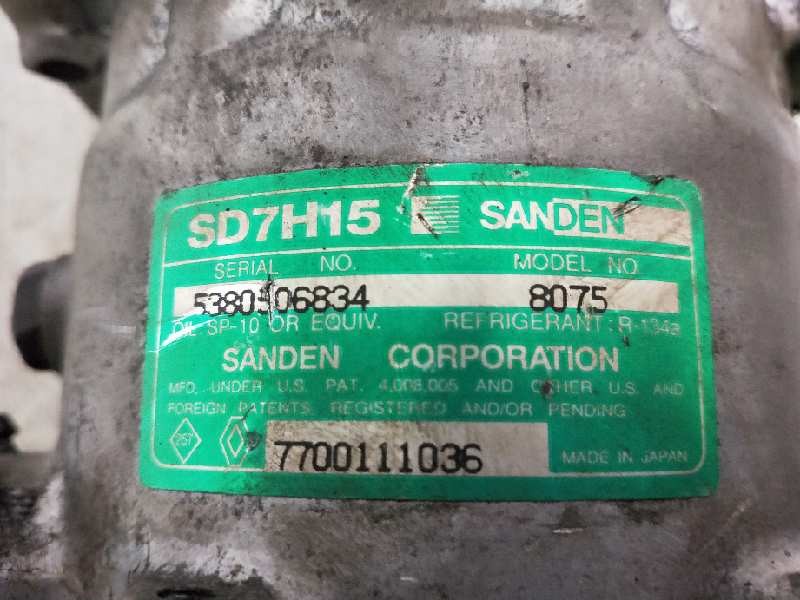 SD7H15 SANDEN
SERIAL NO. MODEL NO.
8075
OIL: SP-10 OR EQUIV. REFRIGERANT: R-134a
SANDEN CORPORATION
MFD. UNDER U.S. PAT. 4,008,005 AND OTHER U.S. AND
FOREIGN PATENTS, REGISTERED AND/OR PENDING.
257 7700111036 MADE IN JAPAN